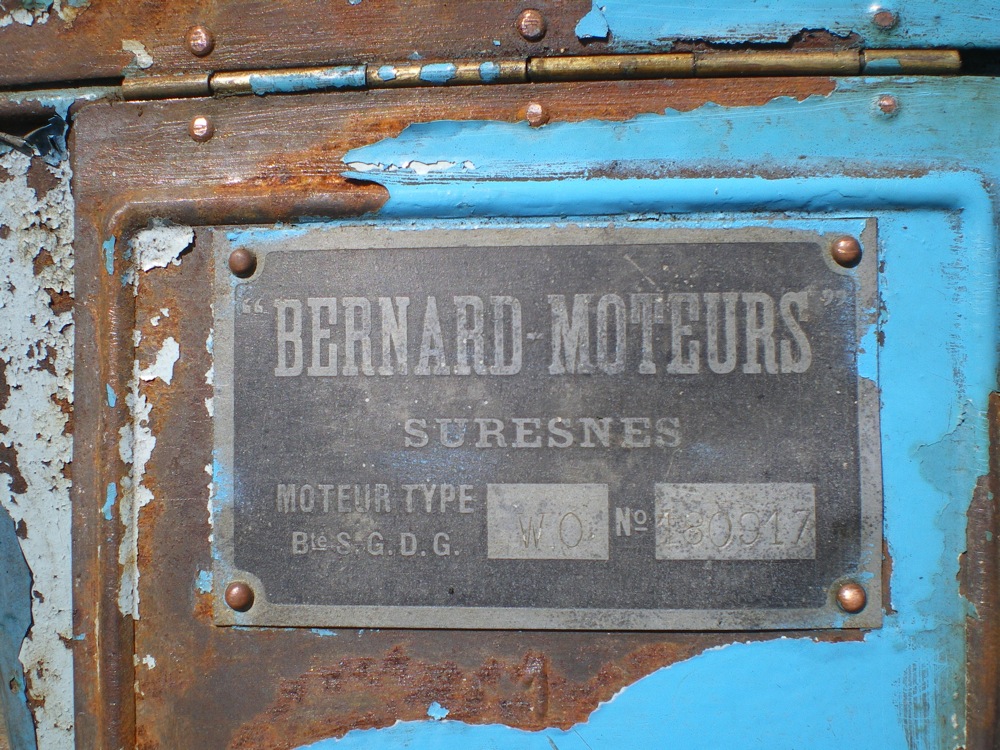 “BERNARD-MOTEURS”
SURESNES
MOTEUR TYPE W.O. Nº 180917
Bté S.G.D.G.